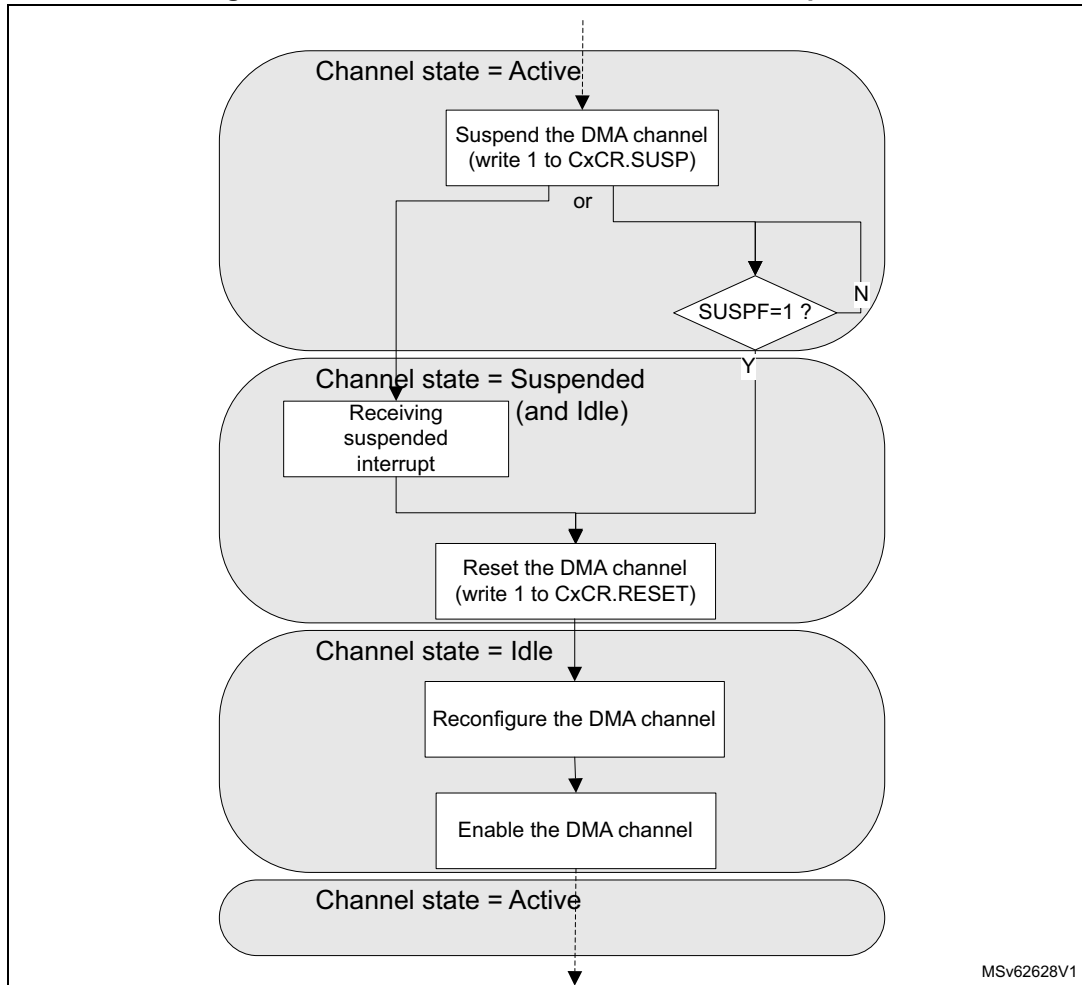 Channel state = Active
Suspend the DMA channel
(write 1 to CxCR.SUSP)
or
SUSPF=1 ?
N
Y
Channel state = Suspended
(and Idle)
Receiving
suspended
interrupt
Reset the DMA channel
(write 1 to CxCR.RESET)
Channel state = Idle
Reconfigure the DMA channel
Enable the DMA channel
Channel state = Active
MSv62628V1